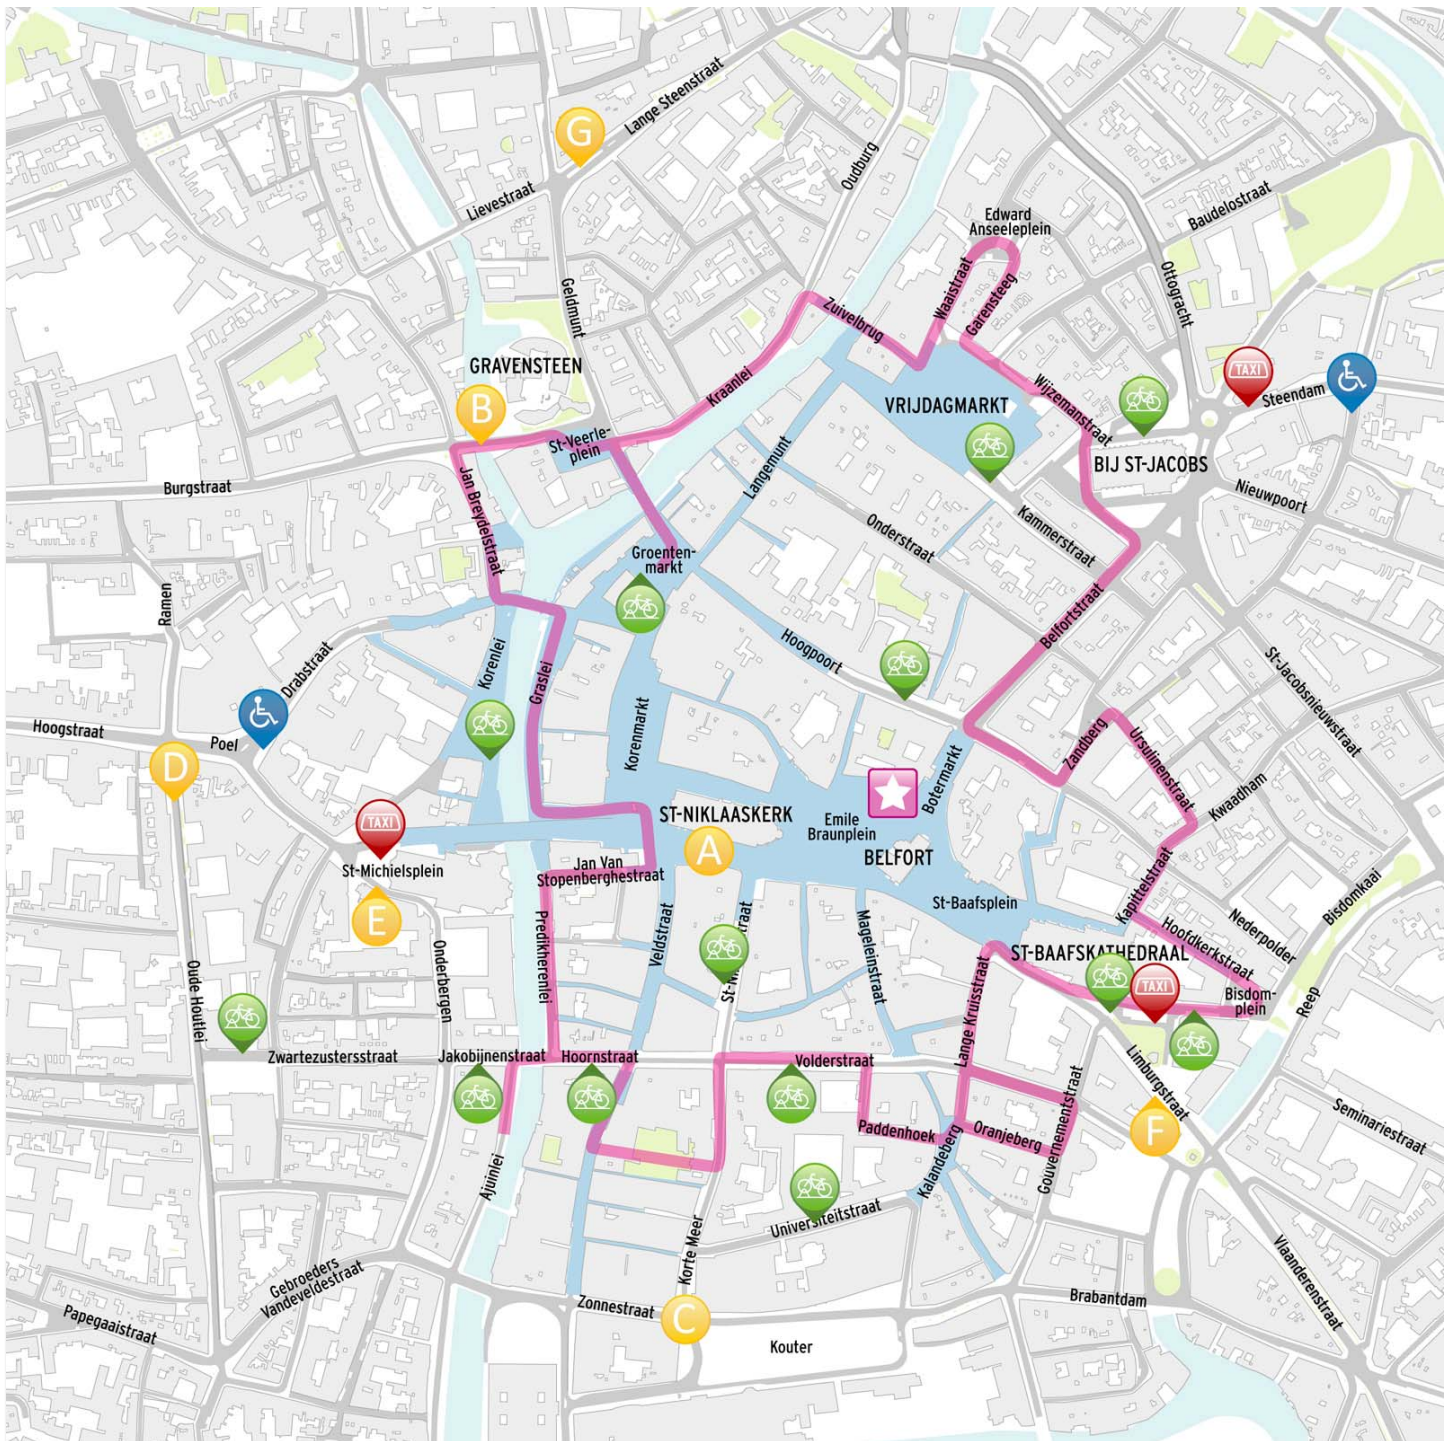 G
Lange Steenstraat
Oudburg
Lievestraat
Baudelostraat
Edward
Anseeleplein
Ottogracht
Geldmunt
Waaistraat
Garensteeg
Zuivelbrug
GRAVENSTEEN
Kraanlei
TAXI
Steendam
B
VRIJDAGMARKT
Wijzemanstraat
St-Veerle-
plein
BIJ ST-JACOBS
Langemunt
Burgstraat
Jan Breydelstraat
Nieuwpoort
Kammerstraat
Onderstraat
Groenten-
markt
Ramen
Belfortstraat
Drabstraat
Korenlei
Hoogpoort
Graslei
St-Jacobsnieuwstraat
Hoogstraat
Poel
Korenmarkt
Zandberg
Ursulinenstraat
D
Botermarkt
Kwaadham
TAXI
ST-NIKLAASKERK
Emile
Braunplein
A
BELFORT
St-Michielsplein
Jan Van
Stopenberghestraat
Kapittelstraat
Bisdomkaai
St-Baafsplein
E
Predikherenlei
Veldstraat
Mageleinstraat
Nederpolder
Hoofdkerkstraat
ST-BAAFSKATHEDRAAL
Onderbergen
Oude Houtlei
Lange Kruisstraat
TAXI
Bisdom-
plein
Reep
Zwartezustersstraat
Jakobijnenstraat
Hoornstraat
Volderstraat
Limburgstraat
Gouvernementstraat
Seminariestraat
Paddenhoek
Oranjeberg
F
Kalandeberg
Ajuinlei
Universiteitstraat
Korte Meer
Gebroeders
Vandeveldestraat
Vlaanderenstraat
Zonnestraat
C
Brabantdam
Papegaaistraat
Kouter